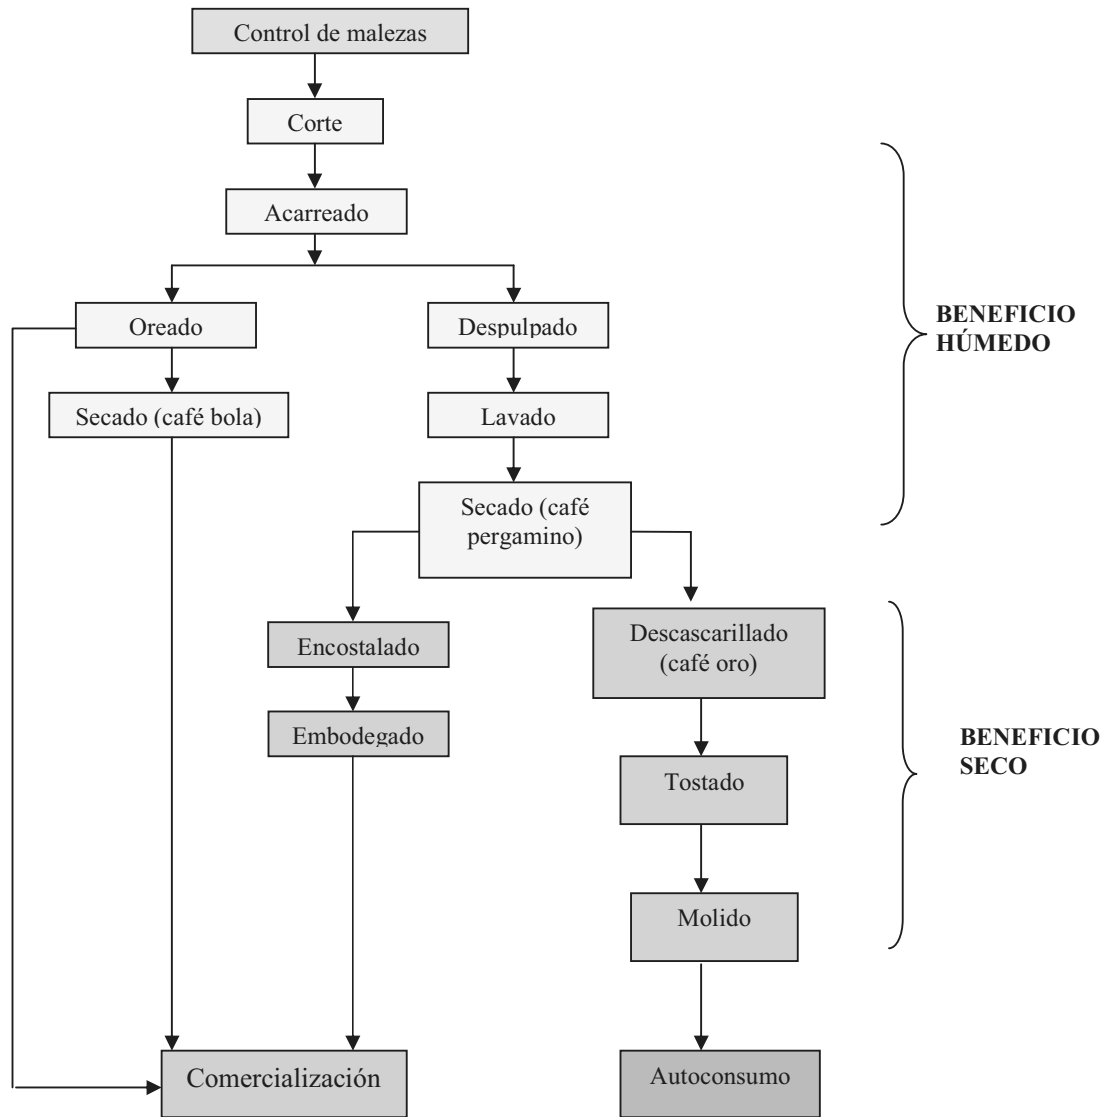 Control de malezas
Corte
Acarreado
Oreado
Despulpado
BENEFICIO
HÚMEDO
Secado (café bola)
Lavado
Secado (café
pergamino)
Encostalado
Descascarillado
(café oro)
Embodegado
BENEFICIO
SECO
Tostado
Molido
Comercialización
Autoconsumo